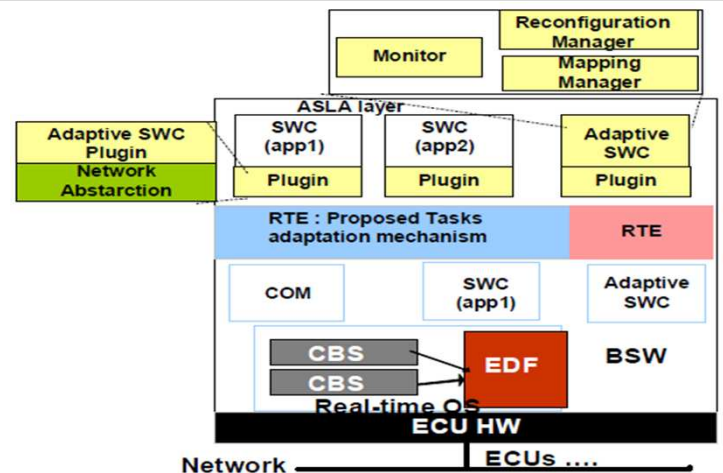 Reconfiguration
Manager
Monitor
Mapping
Manager
ASLA layer
Adaptive SWC
Plugin
Network
Abstarction
SWC
(app1)
Plugin
SWC
(app2)
Plugin
Adaptive
SWC
Plugin
RTE : Proposed Tasks
adaptation mechanism
RTE
COM
SWC
(app1)
Adaptive
SWC
CBS
CBS
EDF
BSW
Real-time OS
ECU HW
Network
ECUs ....